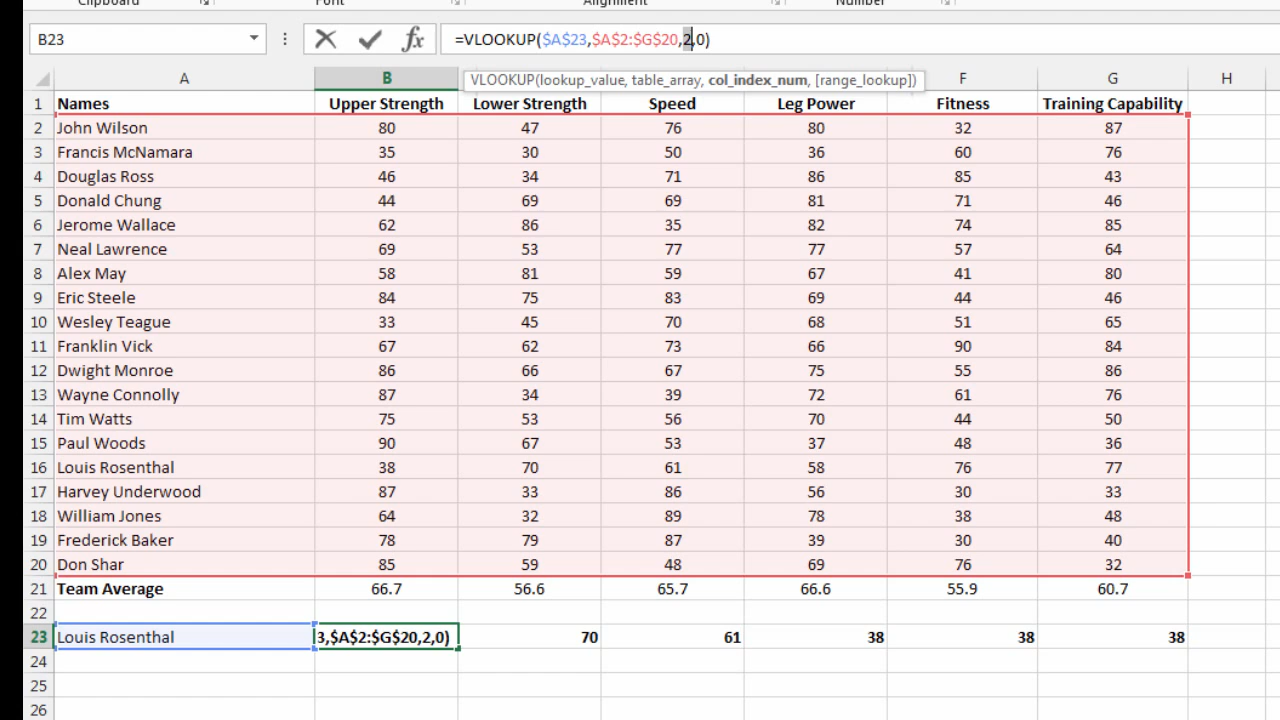 Clipboard Font Alignment Number
B23 fx =VLOOKUP($A$23,$A$2:$G$20,2,0)
VLOOKUP(lookup_value, table_array, col_index_num, [range_lookup])
A B F G H
1 Names Upper Strength Lower Strength Speed Leg Power Fitness Training Capability
2 John Wilson 80 47 76 80 32 87
3 Francis McNamara 35 30 50 36 60 76
4 Douglas Ross 46 34 71 86 85 43
5 Donald Chung 44 69 69 81 71 46
6 Jerome Wallace 62 86 35 82 74 85
7 Neal Lawrence 69 53 77 77 57 64
8 Alex May 58 81 59 67 41 80
9 Eric Steele 84 75 83 69 44 46
10 Wesley Teague 33 45 70 68 51 65
11 Franklin Vick 67 62 73 66 90 84
12 Dwight Monroe 86 66 67 75 55 86
13 Wayne Connolly 87 34 39 72 61 76
14 Tim Watts 75 53 56 70 44 50
15 Paul Woods 90 67 53 37 48 36
16 Louis Rosenthal 38 70 61 58 76 77
17 Harvey Underwood 87 33 86 56 30 33
18 William Jones 64 32 89 78 38 48
19 Frederick Baker 78 79 87 39 30 40
20 Don Shar 85 59 48 69 76 32
21 Team Average 66.7 56.6 65.7 66.6 55.9 60.7
22
23 Louis Rosenthal 3,$A$2:$G$20,2,0) 70 61 38 38 38
24
25
26